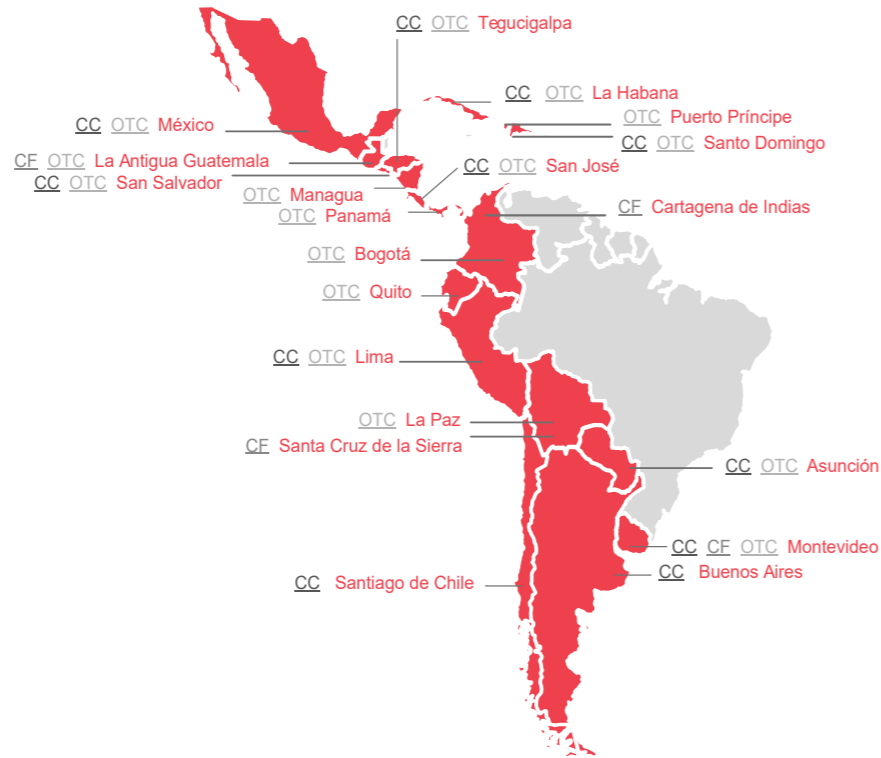 CC OTC Tegucigalpa
CC OTC La Habana
OTC Puerto Príncipe
CC OTC México
CC OTC Santo Domingo
CF OTC La Antigua Guatemala
CC OTC San José
CC OTC San Salvador
OTC Managua
CF Cartagena de Indias
OTC Panamá
OTC Bogotá
OTC Quito
CC OTC Lima
OTC La Paz
CF Santa Cruz de la Sierra
CC OTC Asunción
CC CF OTC Montevideo
CC Buenos Aires
CC Santiago de Chile